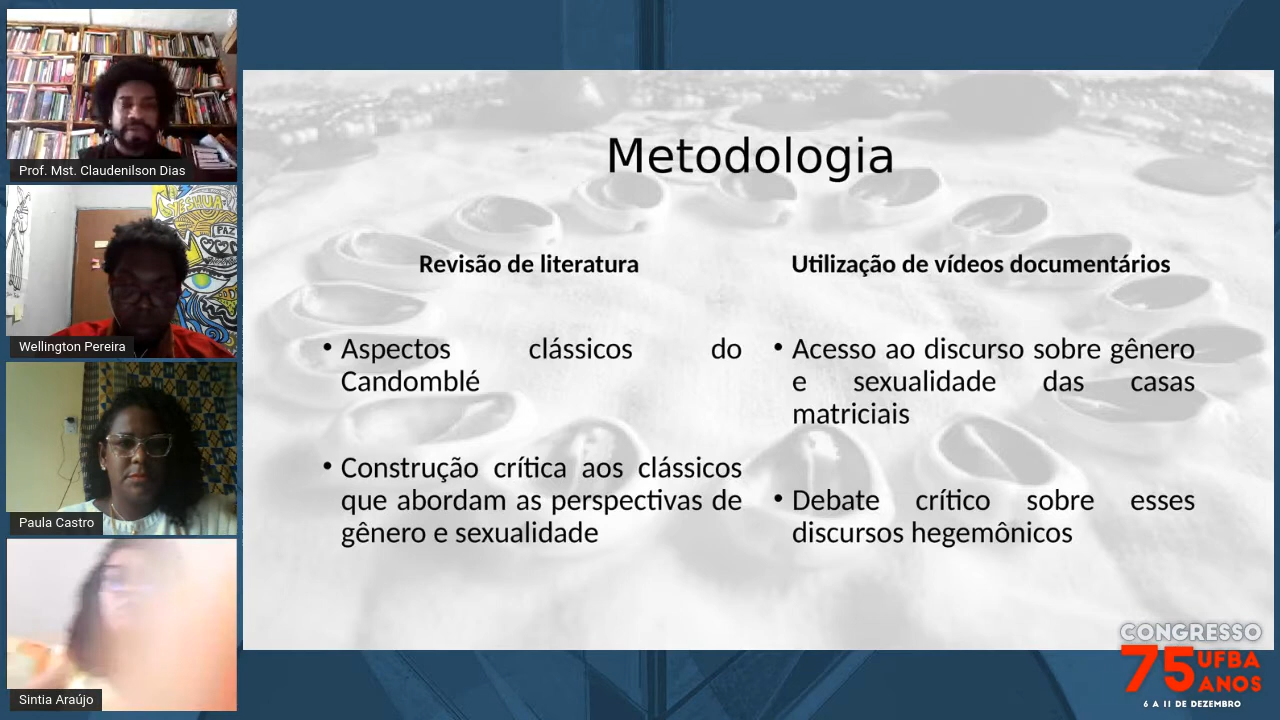 Prof. Mst. Claudenilson Dias
YESHUA
PAZ
Wellington Pereira
Paula Castro
Sintia Araújo
Metodologia
Revisão de literatura
• Aspectos clássicos do
Candomblé
• Construção crítica aos clássicos
que abordam as perspectivas de
gênero e sexualidade
Utilização de vídeos documentários
• Acesso ao discurso sobre gênero
e sexualidade das casas
matriciais
• Debate crítico sobre esses
discursos hegemônicos
CONGRESSO
75 UFBA
ANOS
6 A 11 DE DEZEMBRO